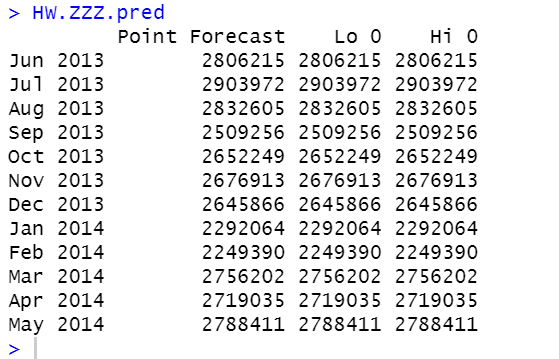 > HW.ZZZ.pred
Point Forecast Lo 0 Hi 0
Jun 2013 2806215 2806215 2806215
Jul 2013 2903972 2903972 2903972
Aug 2013 2832605 2832605 2832605
Sep 2013 2509256 2509256 2509256
Oct 2013 2652249 2652249 2652249
Nov 2013 2676913 2676913 2676913
Dec 2013 2645866 2645866 2645866
Jan 2014 2292064 2292064 2292064
Feb 2014 2249390 2249390 2249390
Mar 2014 2756202 2756202 2756202
Apr 2014 2719035 2719035 2719035
May 2014 2788411 2788411 2788411
>